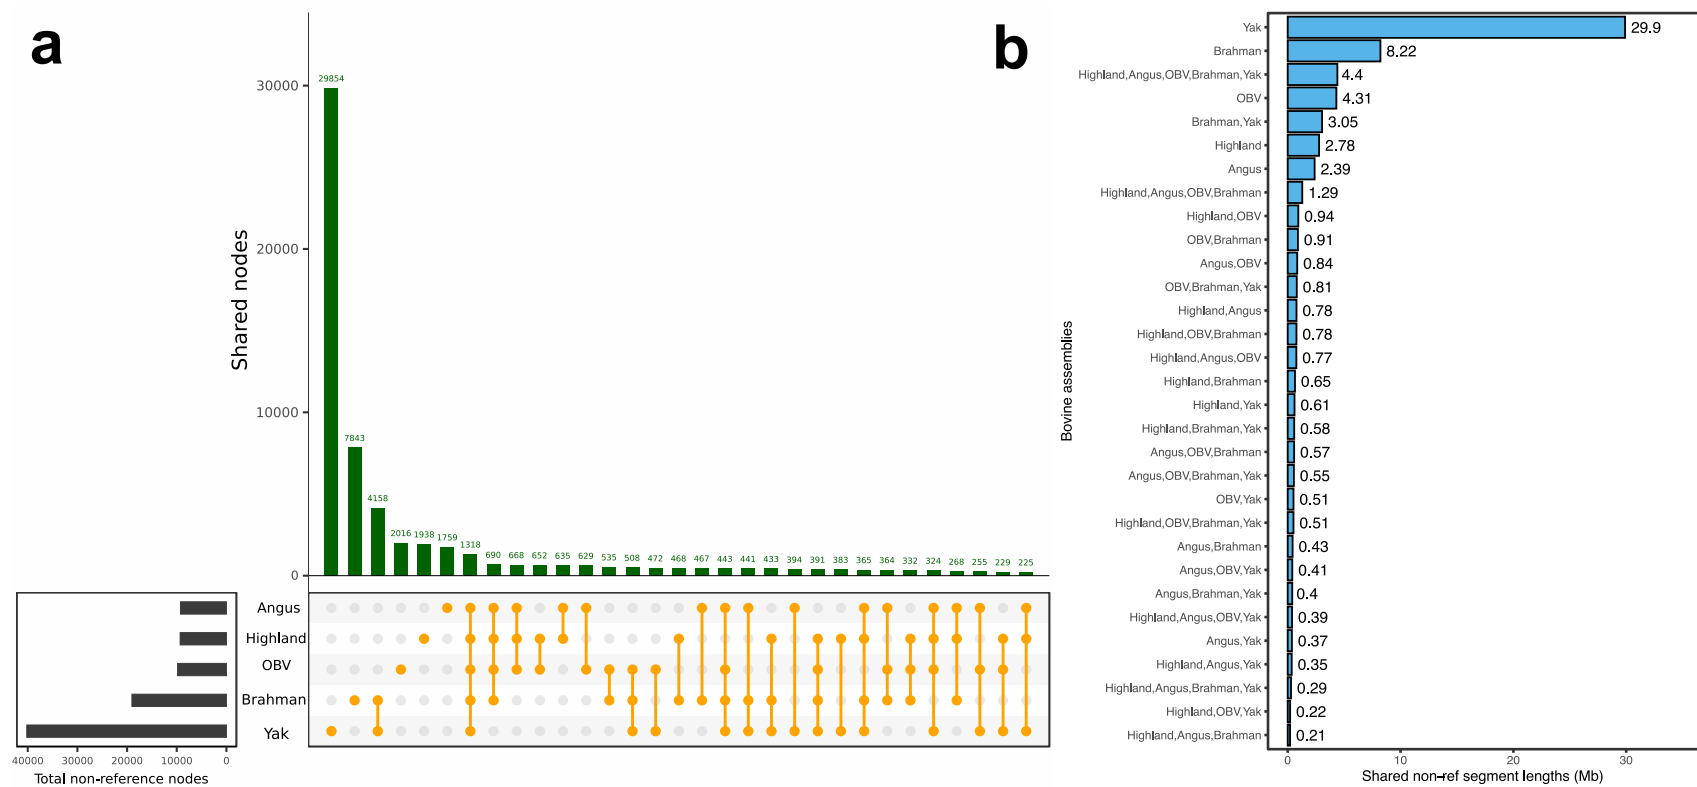 a
Shared nodes
30000
20000
10000
0
29854
7843
4158
2016
1938
1759
1318
690
668
652
635
629
535
508
472
468
467
443
441
433
394
391
383
365
364
332
324
268
255
229
225
Angus
Highland
OBV
Brahman
Yak
40000 30000 20000 10000 0
Total non-reference nodes
b
Bovine assemblies
Yak 29.9
Brahman 8.22
Highland,Angus,OBV,Brahman,Yak 4.4
OBV 4.31
Brahman,Yak 3.05
Highland 2.78
Angus 2.39
Highland,Angus,OBV,Brahman 1.29
Highland,OBV 0.94
OBV,Brahman 0.91
Angus,OBV 0.84
OBV,Brahman,Yak 0.81
Highland,Angus 0.78
Highland,OBV,Brahman 0.78
Highland,Angus,OBV 0.77
Highland,Brahman 0.65
Highland,Yak 0.61
Highland,Brahman,Yak 0.58
Angus,OBV,Brahman 0.57
Angus,OBV,Brahman,Yak 0.55
OBV,Yak 0.51
Highland,OBV,Brahman,Yak 0.51
Angus,Brahman 0.43
Angus,OBV,Yak 0.41
Angus,Brahman,Yak 0.4
Highland,Angus,OBV,Yak 0.39
Angus,Yak 0.37
Highland,Angus,Yak 0.35
Highland,Angus,Brahman,Yak 0.29
Highland,OBV,Yak 0.22
Highland,Angus,Brahman 0.21
0 10 20 30
Shared non-ref segment lengths (Mb)